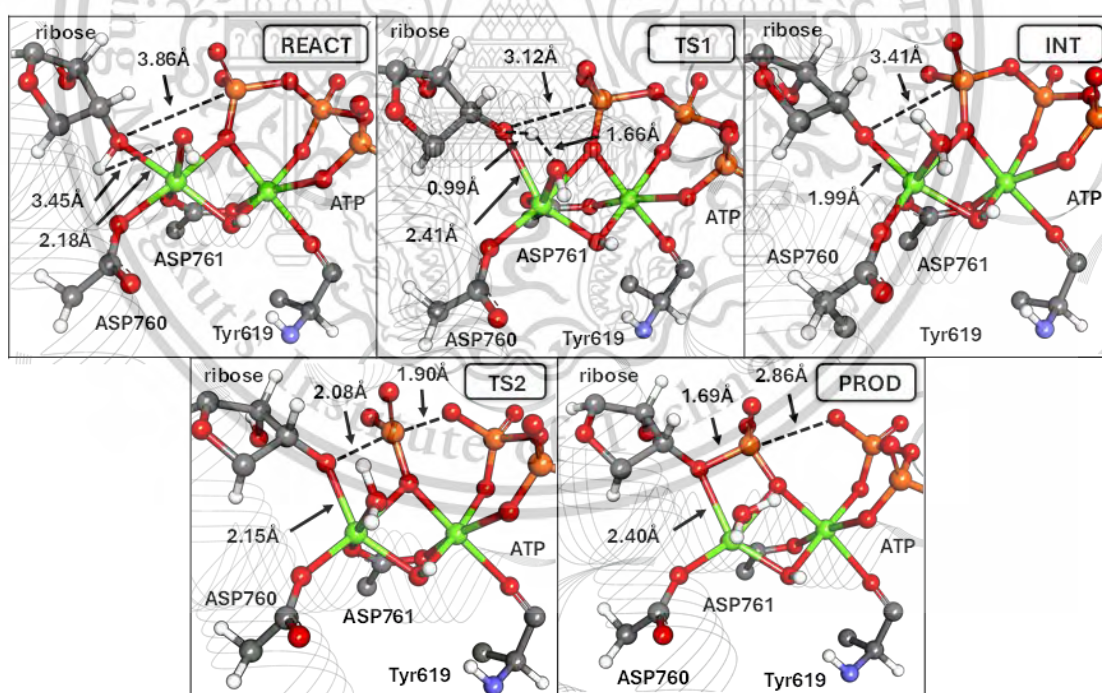 ribose
REACT
3.86Å
3.45Å
2.18Å
ASP761
ASP760
ATP
Tyr619
ribose
TS1
3.12Å
1.66Å
0.99Å
2.41Å
ASP761
ATP
ASP760
Tyr619
ribose
INT
3.41Å
1.99Å
ASP760
ASP761
ATP
Tyr619
ribose
TS2
1.90Å
2.08Å
2.15Å
ATP
ASP760
ASP761
Tyr619
ribose
PROD
2.86Å
1.69Å
2.40Å
ATP
ASP761
ASP760
Tyr619